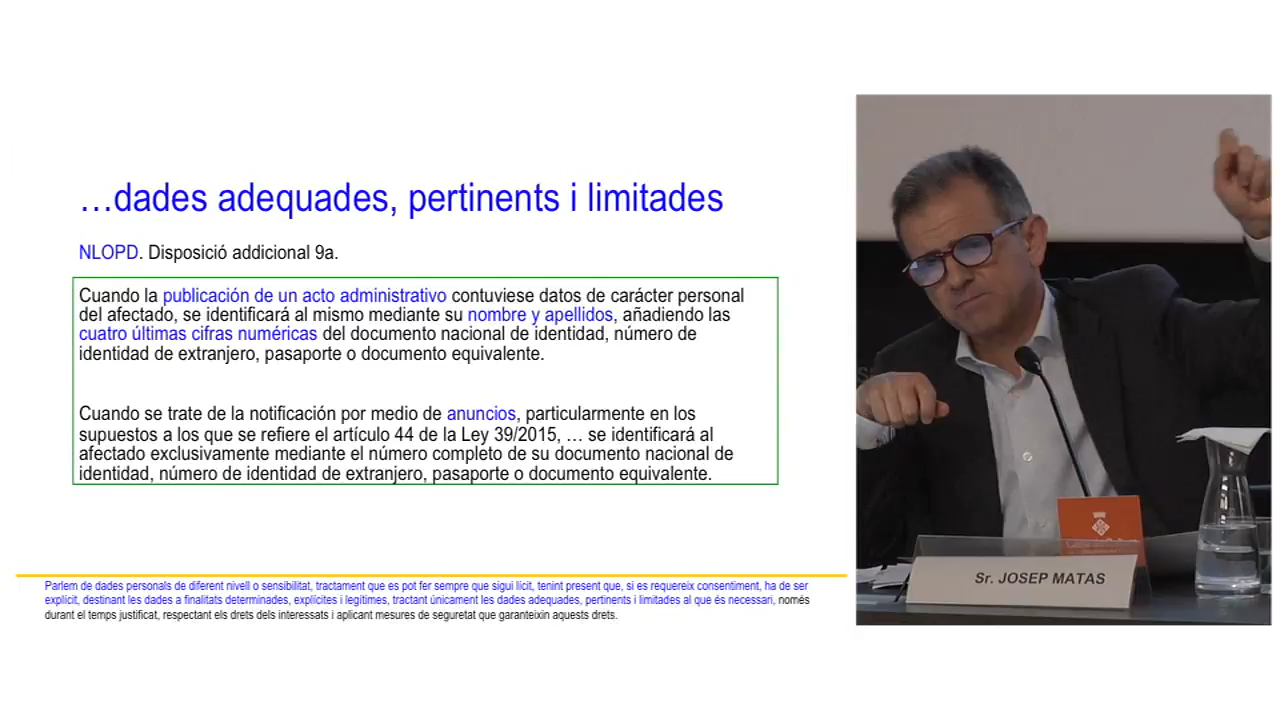 …dades adequades, pertinents i limitades
NLOPD. Disposició addicional 9a.
Cuando la publicación de un acto administrativo contuviese datos de carácter personal
del afectado, se identificará al mismo mediante su nombre y apellidos, añadiendo las
cuatro últimas cifras numéricas del documento nacional de identidad, número de
identidad de extranjero, pasaporte o documento equivalente.
Cuando se trate de la notificación por medio de anuncios, particularmente en los
supuestos a los que se refiere el artículo 44 de la Ley 39/2015, … se identificará al
afectado exclusivamente mediante el número completo de su documento nacional de
identidad, número de identidad de extranjero, pasaporte o documento equivalente.
Parlem de dades personals de diferent nivell o sensibilitat, tractament que es pot fer sempre que sigui lícit, tenint present que, si es requereix consentiment, ha de ser
explícit, destinant les dades a finalitats determinades, explícites i legítimes, tractant únicament les dades adequades, pertinents i limitades al que és necessari, només
durant el temps justificat, respectant els drets dels interessats i aplicant mesures de seguretat que garanteixin aquests drets.
Sr. JOSEP MATAS